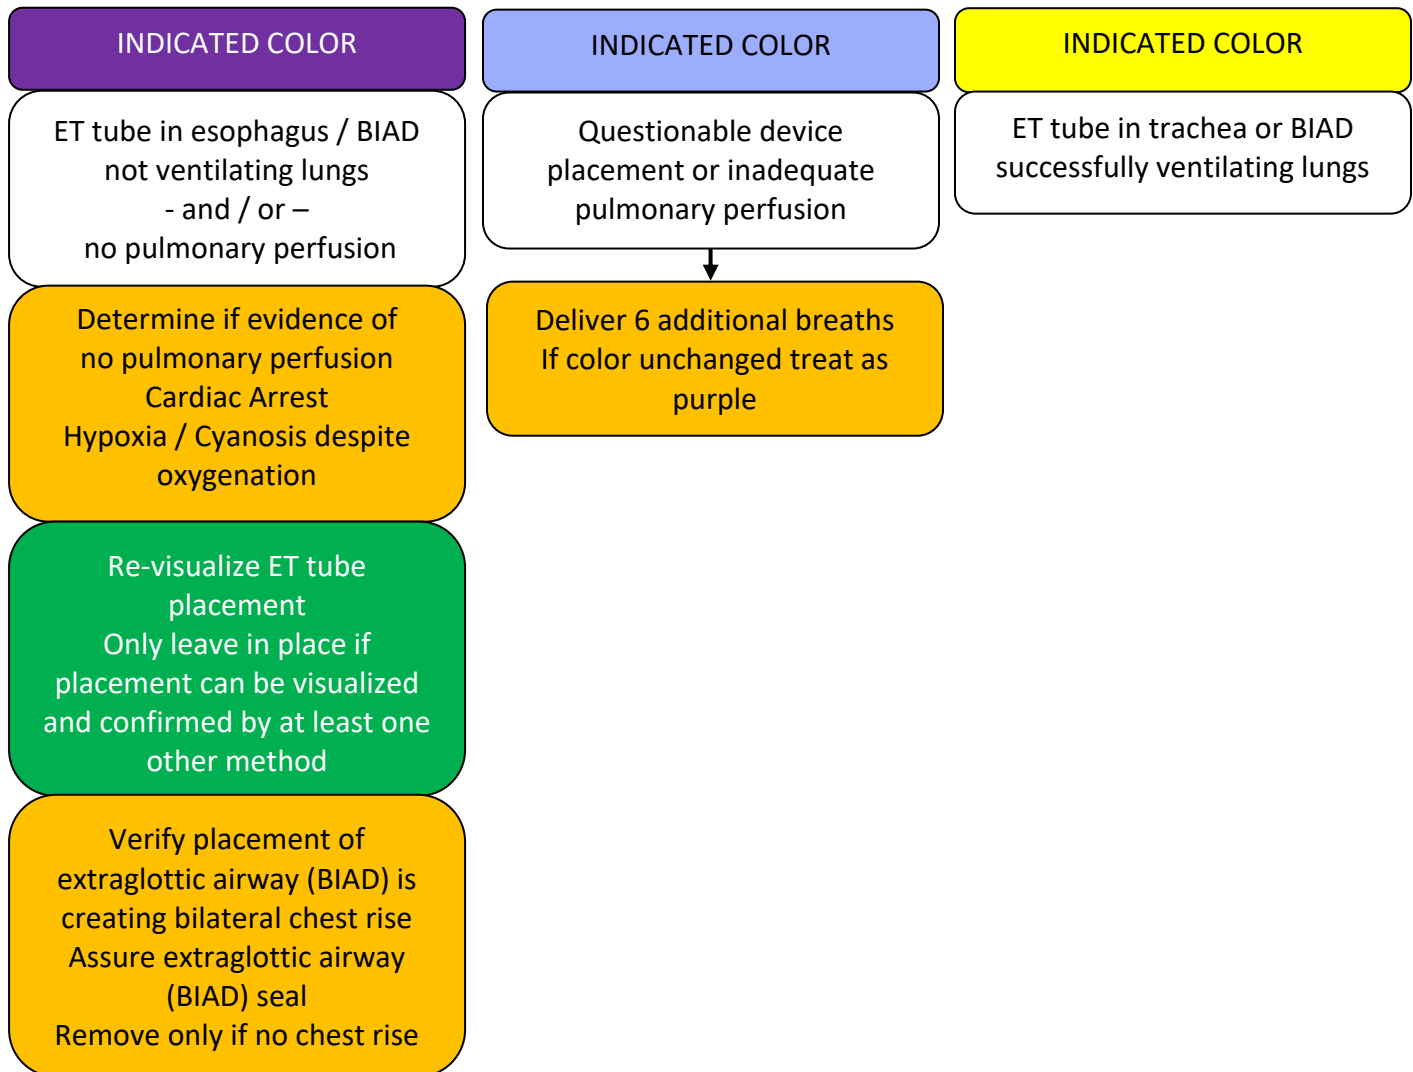 INDICATED COLOR
ET tube in esophagus / BIAD
not ventilating lungs
- and / or –
no pulmonary perfusion
Determine if evidence of
no pulmonary perfusion
Cardiac Arrest
Hypoxia / Cyanosis despite
oxygenation
Re-visualize ET tube
placement
Only leave in place if
placement can be visualized
and confirmed by at least one
other method
Verify placement of
extraglottic airway (BIAD) is
creating bilateral chest rise
Assure extraglottic airway
(BIAD) seal
Remove only if no chest rise
INDICATED COLOR
Questionable device
placement or inadequate
pulmonary perfusion
Deliver 6 additional breaths
If color unchanged treat as
purple
INDICATED COLOR
ET tube in trachea or BIAD
successfully ventilating lungs